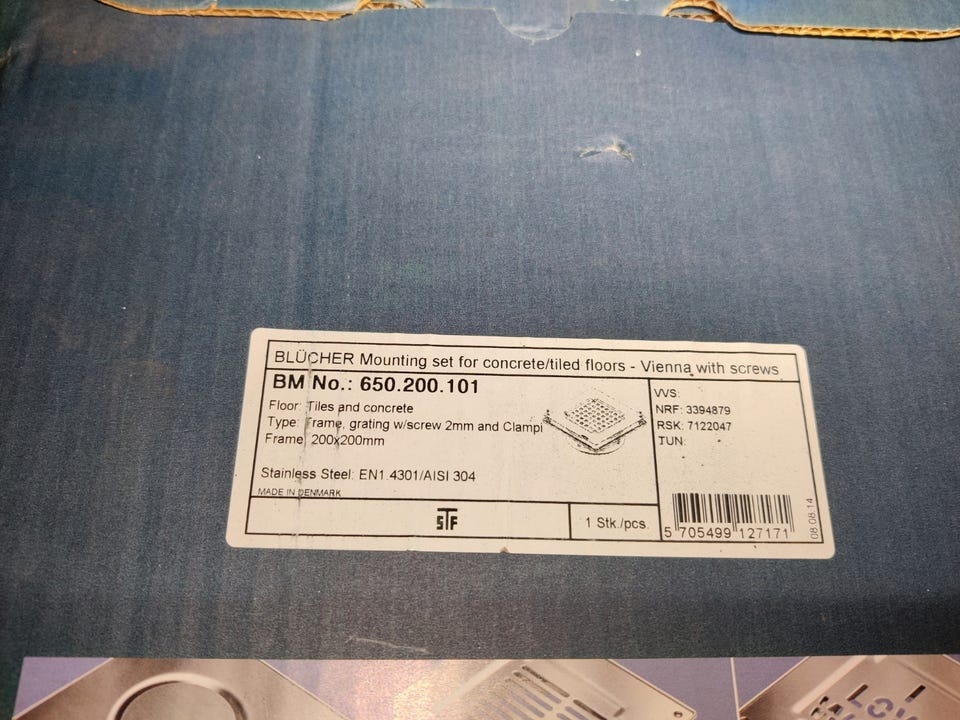 BLÜCHER Mounting set for concrete/tiled floors - Vienna with screws
BM No.: 650.200.101
Floor: Tiles and concrete
Type: Frame, grating w/screw 2mm and Clampi
Frame: 200x200mm
Stainless Steel: EN1.4301/AISI 304
MADE IN DENMARK
STF
1 Stk./pcs.
VVS:
NRF: 3394879
RSK: 7122047
TUN:
5 705499 127171
08.08.14